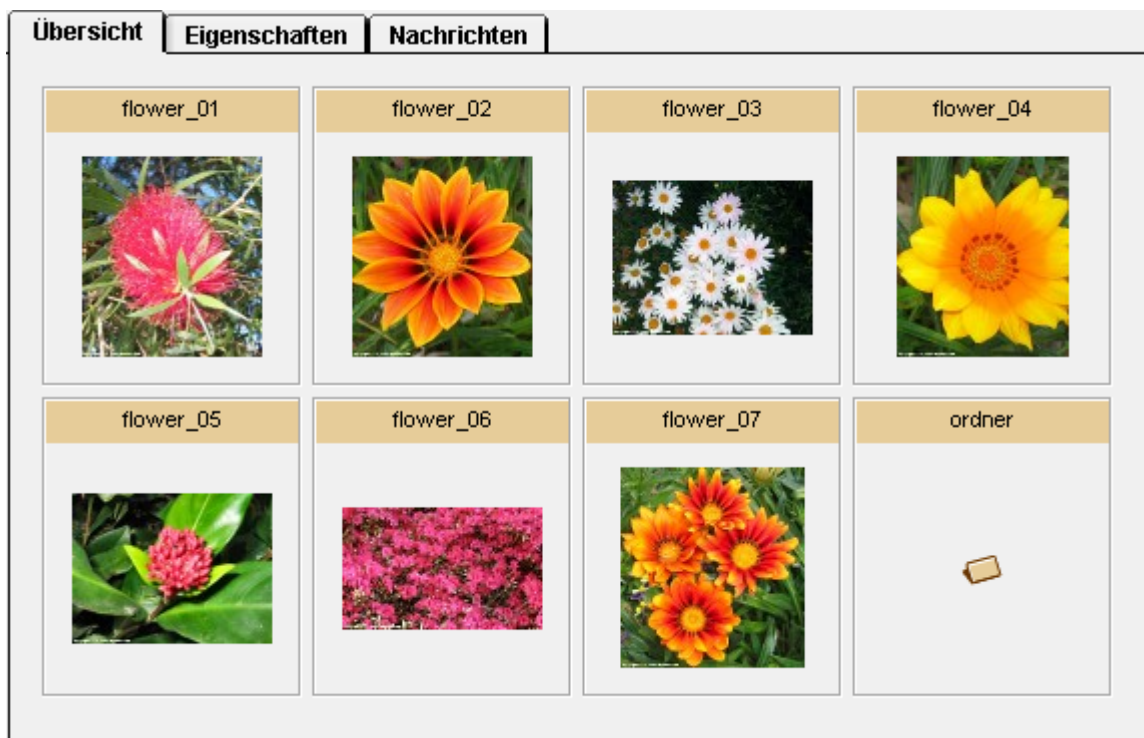 Übersicht Eigenschaften Nachrichten
flower_01 flower_02 flower_03 flower_04
flower_05 flower_06 flower_07 ordner